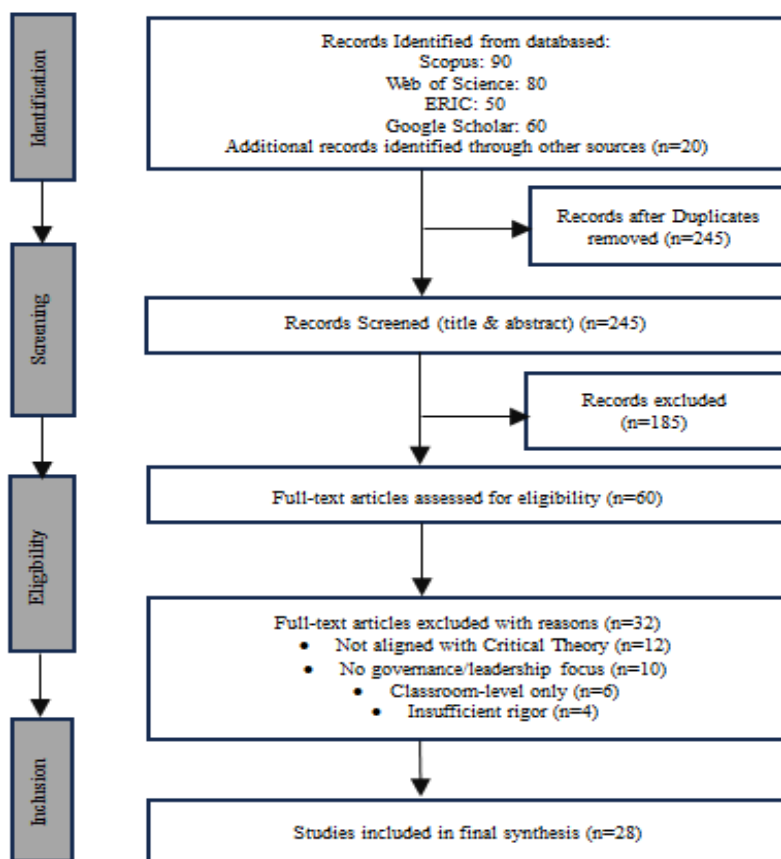 Identification
Records Identified from databased:
Scopus: 90
Web of Science: 80
ERIC: 50
Google Scholar: 60
Additional records identified through other sources (n=20)
Records after Duplicates
removed (n=245)
Screening
Records Screened (title & abstract) (n=245)
Records excluded
(n=185)
Eligibility
Full-text articles assessed for eligibility (n=60)
Full-text articles excluded with reasons (n=32)
• Not aligned with Critical Theory (n=12)
• No governance/leadership focus (n=10)
• Classroom-level only (n=6)
• Insufficient rigor (n=4)
Inclusion
Studies included in final synthesis (n=28)